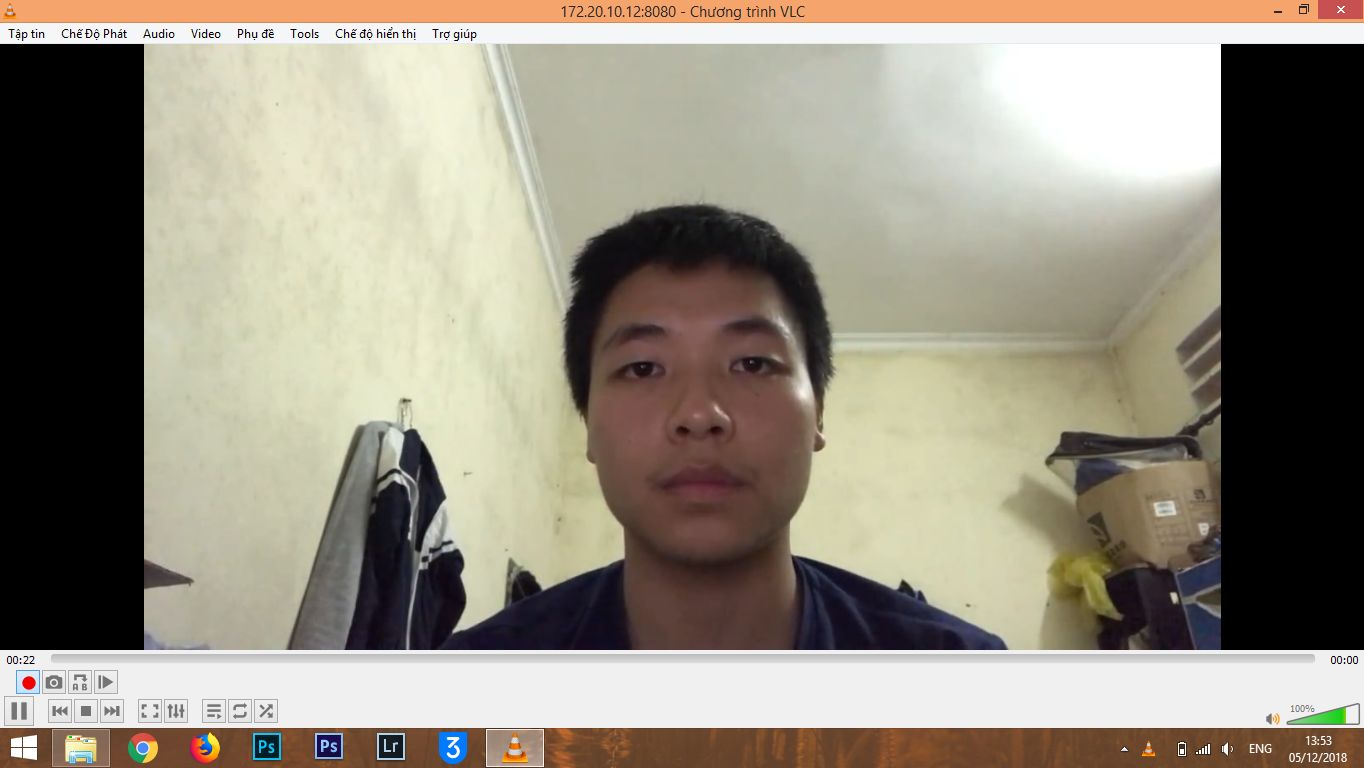 172.20.10.12:8080 - Chương trình VLC
Tập tin Chế Độ Phát Audio Video Phụ đề Tools Chế độ hiển thị Trợ giúp
00:22 00:00
A B
100%
Ps Ps Lr 3 ENG 13:53
05/12/2018